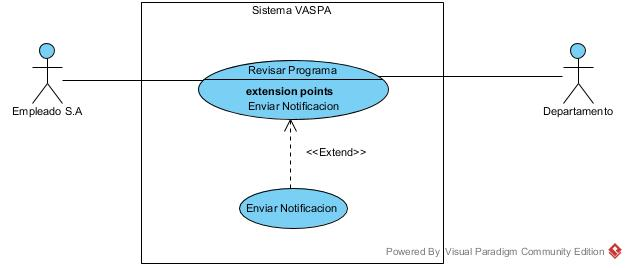 Sistema VASPA
Revisar Programa
extension points
Enviar Notificacion
Empleado S.A
Departamento
<<Extend>>
Enviar Notificacion
Powered By Visual Paradigm Community Edition